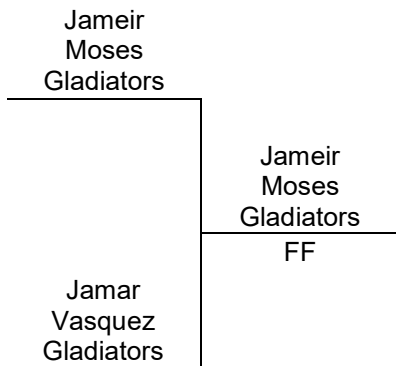 Jameir
Moses
Gladiators
Jameir
Moses
Gladiators
FF
Jamar
Vasquez
Gladiators